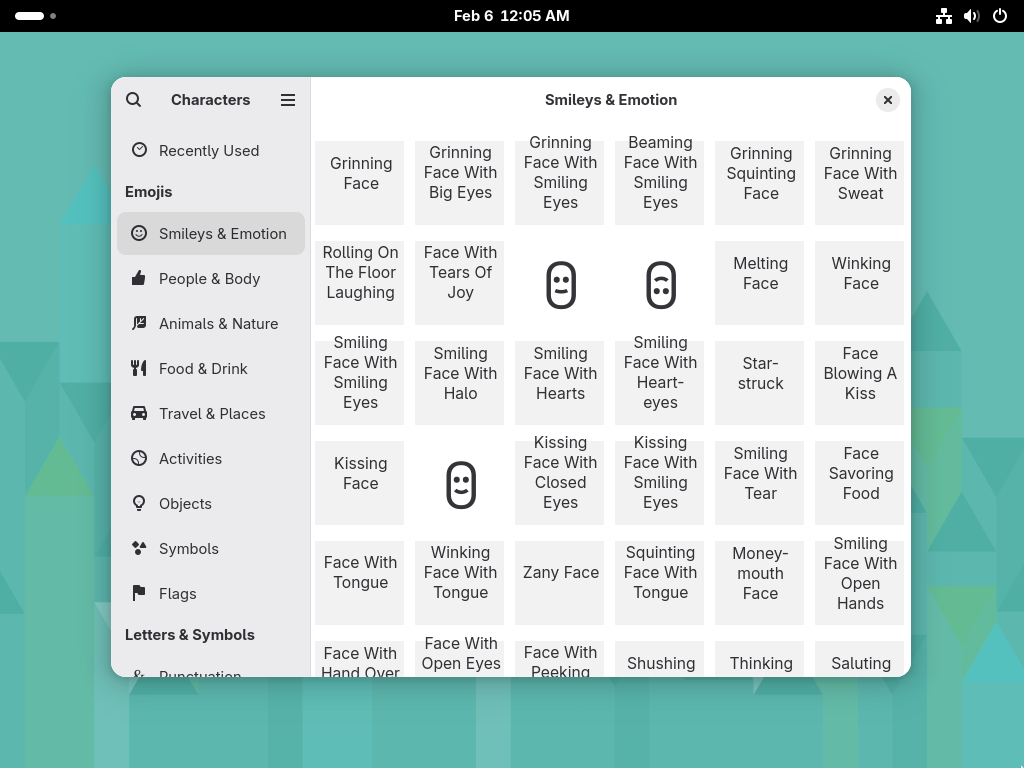 Feb 6 12:05 AM
Characters
Smileys & Emotion
Recently Used
Emojis
Smileys & Emotion
People & Body
Animals & Nature
Food & Drink
Travel & Places
Activities
Objects
Symbols
Flags
Letters & Symbols
& Punctuation
Grinning
Face
Grinning
Face With
Big Eyes
Grinning
Face With
Smiling
Eyes
Beaming
Face With
Smiling
Eyes
Grinning
Squinting
Face
Grinning
Face With
Sweat
Rolling On
The Floor
Laughing
Face With
Tears Of
Joy
Melting
Face
Winking
Face
Smiling
Face With
Smiling
Eyes
Smiling
Face With
Halo
Smiling
Face With
Hearts
Smiling
Face With
Heart-
eyes
Star-
struck
Face
Blowing A
Kiss
Kissing
Face
Kissing
Face With
Closed
Eyes
Kissing
Face With
Smiling
Eyes
Smiling
Face With
Tear
Face
Savoring
Food
Face With
Tongue
Winking
Face With
Tongue
Zany Face
Squinting
Face With
Tongue
Money-
mouth
Face
Smiling
Face With
Open
Hands
Face With
Hand Over
Face With
Open Eyes
Face With
Peeking
Shushing
Thinking
Saluting